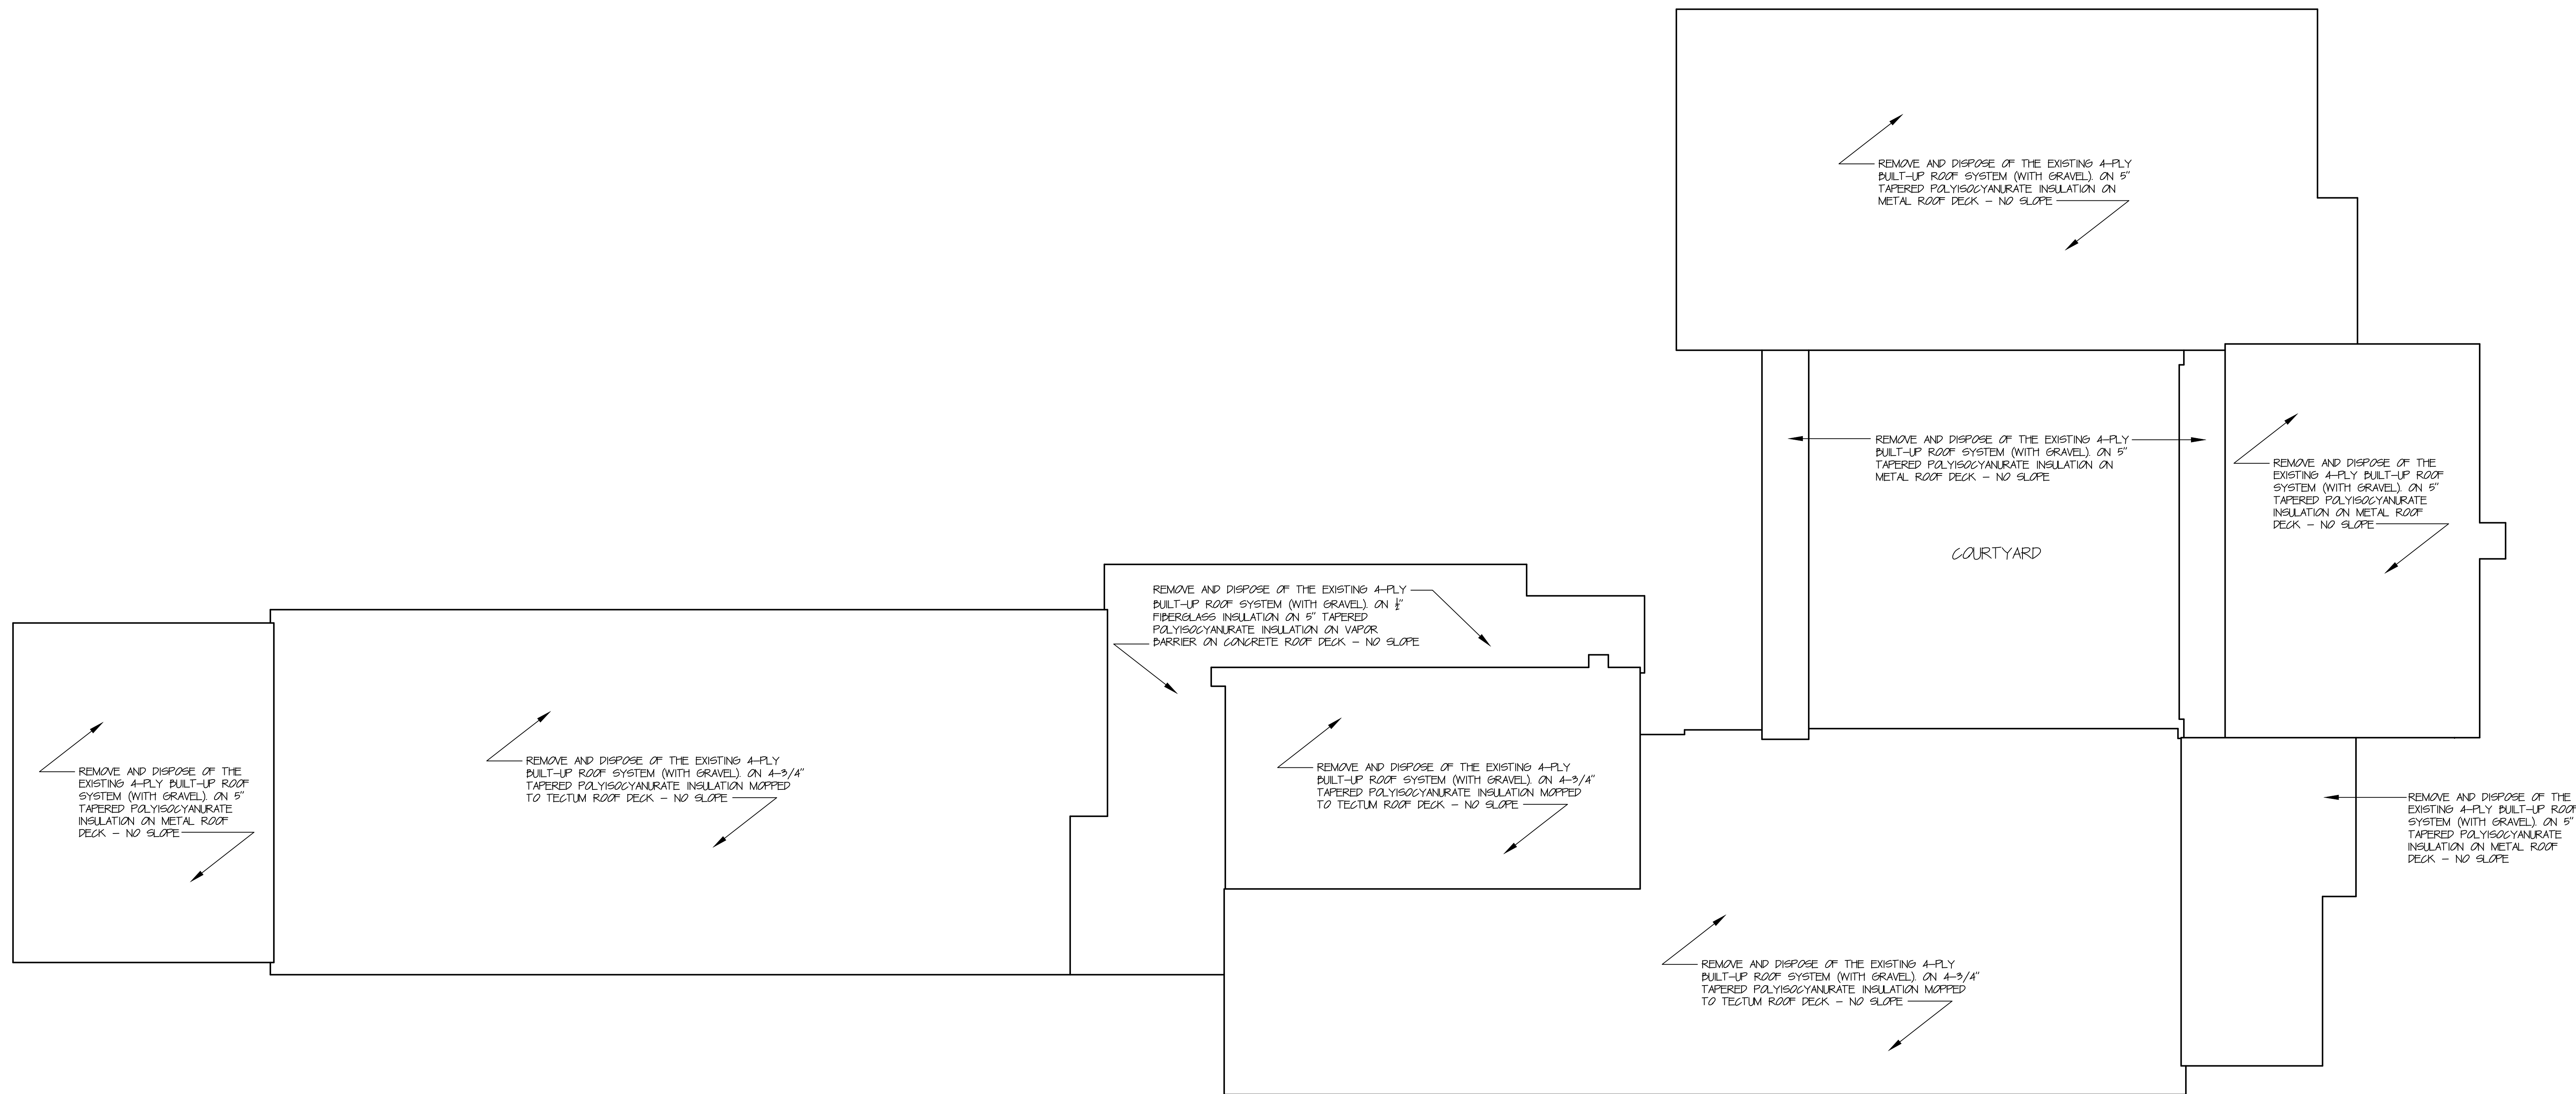 REMOVE AND DISPOSE OF THE EXISTING 4-PLY
BUILT-UP ROOF SYSTEM (WITH GRAVEL). ON 5"
TAPERED POLYISOCYANURATE INSULATION ON
METAL ROOF DECK - NO SLOPE
REMOVE AND DISPOSE OF THE EXISTING 4-PLY
BUILT-UP ROOF SYSTEM (WITH GRAVEL). ON 5"
TAPERED POLYISOCYANURATE INSULATION ON
METAL ROOF DECK - NO SLOPE
COURTYARD
REMOVE AND DISPOSE OF THE
EXISTING 4-PLY BUILT-UP ROOF
SYSTEM (WITH GRAVEL). ON 5"
TAPERED POLYISOCYANURATE
INSULATION ON METAL ROOF
DECK - NO SLOPE
REMOVE AND DISPOSE OF THE EXISTING 4-PLY
BUILT-UP ROOF SYSTEM (WITH GRAVEL). ON ½"
FIBERGLASS INSULATION ON 5" TAPERED
POLYISOCYANURATE INSULATION ON VAPOR
BARRIER ON CONCRETE ROOF DECK - NO SLOPE
REMOVE AND DISPOSE OF THE
EXISTING 4-PLY BUILT-UP ROOF
SYSTEM (WITH GRAVEL). ON 5"
TAPERED POLYISOCYANURATE
INSULATION ON METAL ROOF
DECK - NO SLOPE
REMOVE AND DISPOSE OF THE EXISTING 4-PLY
BUILT-UP ROOF SYSTEM (WITH GRAVEL). ON 4-3/4"
TAPERED POLYISOCYANURATE INSULATION MOPPED
TO TECTUM ROOF DECK - NO SLOPE
REMOVE AND DISPOSE OF THE EXISTING 4-PLY
BUILT-UP ROOF SYSTEM (WITH GRAVEL). ON 4-3/4"
TAPERED POLYISOCYANURATE INSULATION MOPPED
TO TECTUM ROOF DECK - NO SLOPE
REMOVE AND DISPOSE OF THE
EXISTING 4-PLY BUILT-UP ROOF
SYSTEM (WITH GRAVEL). ON 5"
TAPERED POLYISOCYANURATE
INSULATION ON METAL ROOF
DECK - NO SLOPE
REMOVE AND DISPOSE OF THE EXISTING 4-PLY
BUILT-UP ROOF SYSTEM (WITH GRAVEL). ON 4-3/4"
TAPERED POLYISOCYANURATE INSULATION MOPPED
TO TECTUM ROOF DECK - NO SLOPE